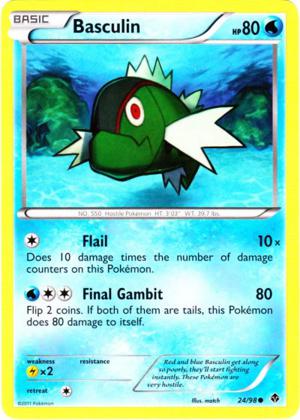 BASIC
Basculin
HP 80
NO. 550 Hostile Pokémon HT: 3'03" WT: 39.7 lbs.
Flail 10×
Does 10 damage times the number of damage
counters on this Pokémon.
Final Gambit 80
Flip 2 coins. If both of them are tails, this Pokémon
does 80 damage to itself.
weakness
×2
resistance
retreat
Red and blue Basculin get along
so poorly, they'll start fighting
instantly. These Pokémon are
very hostile.
Illus. match
24/98
©2011 Pokémon